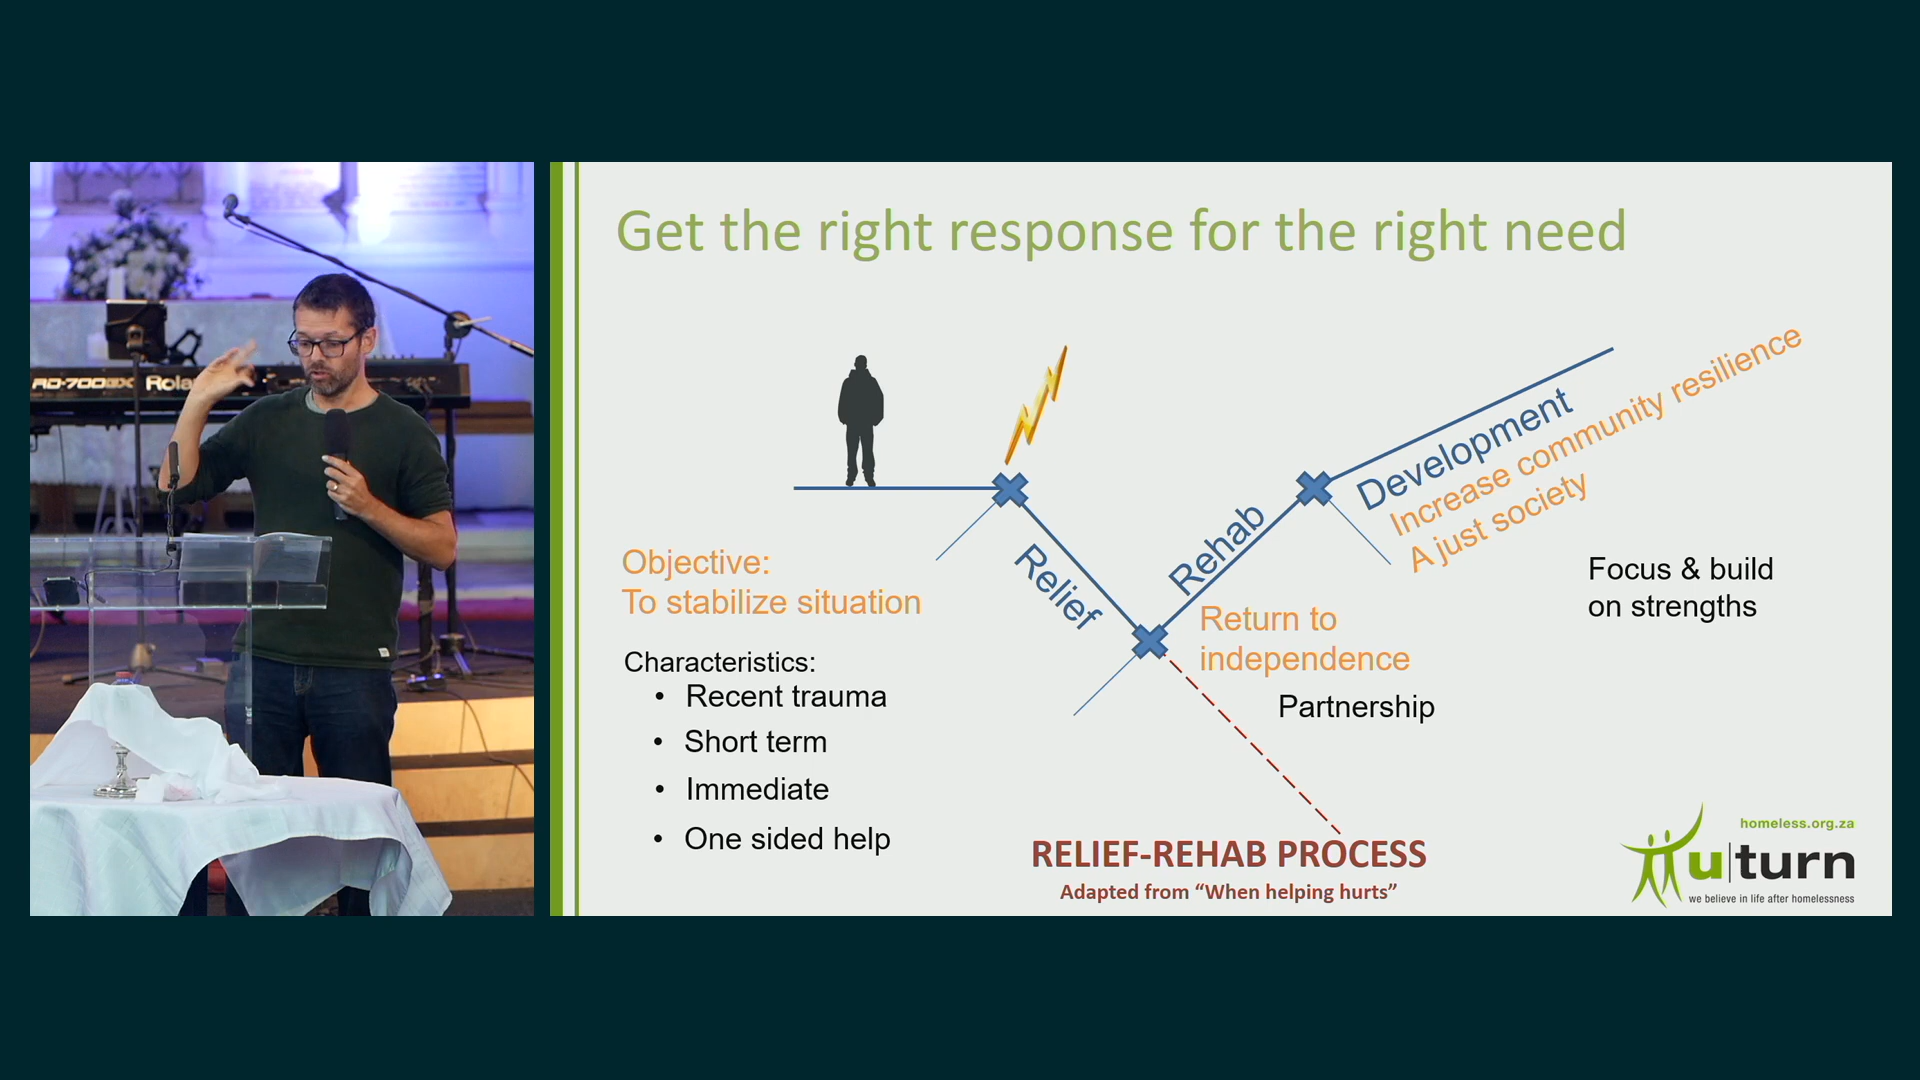 RD-700GX Rola
Get the right response for the right need
Objective:
To stabilize situation
Characteristics:
• Recent trauma
• Short term
• Immediate
• One sided help
Relief
Rehab
Return to
independence
Partnership
Development
Increase community resilience
A just society
Focus & build
on strengths
RELIEF-REHAB PROCESS
Adapted from “When helping hurts”
homeless.org.za
u|turn
we believe in life after homelessness